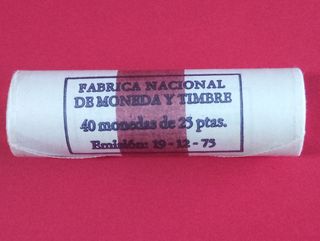 FABRICA NACIONAL
DE MONEDA Y TIMBRE
40 monedas de 25 ptas.
Emisión: 19 - 12 - 75